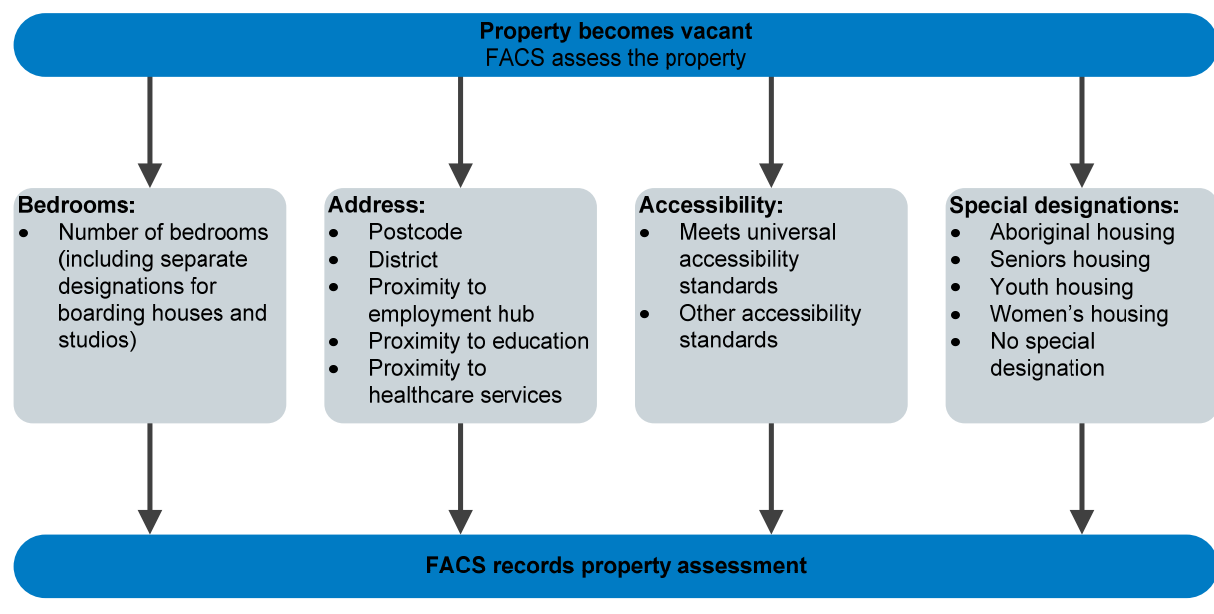 Property becomes vacant
FACS assess the property
Bedrooms:
• Number of bedrooms
(including separate
designations for
boarding houses and
studios)
Address:
• Postcode
• District
• Proximity to
employment hub
• Proximity to education
• Proximity to
healthcare services
Accessibility:
• Meets universal
accessibility
standards
• Other accessibility
standards
Special designations:
• Aboriginal housing
• Seniors housing
• Youth housing
• Women’s housing
• No special
designation
FACS records property assessment